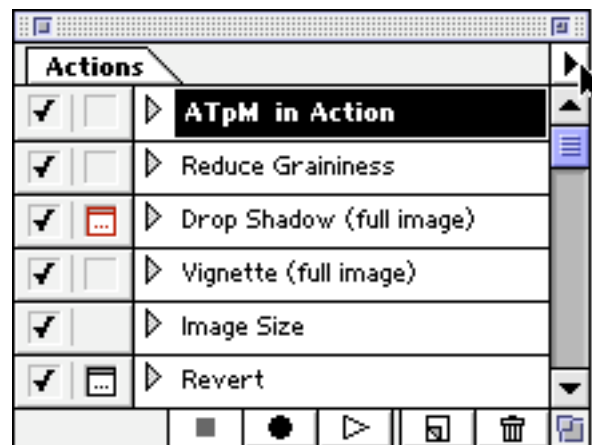 Actions
ATpM in Action
Reduce Graininess
Drop Shadow (full image)
Vignette (full image)
Image Size
Revert